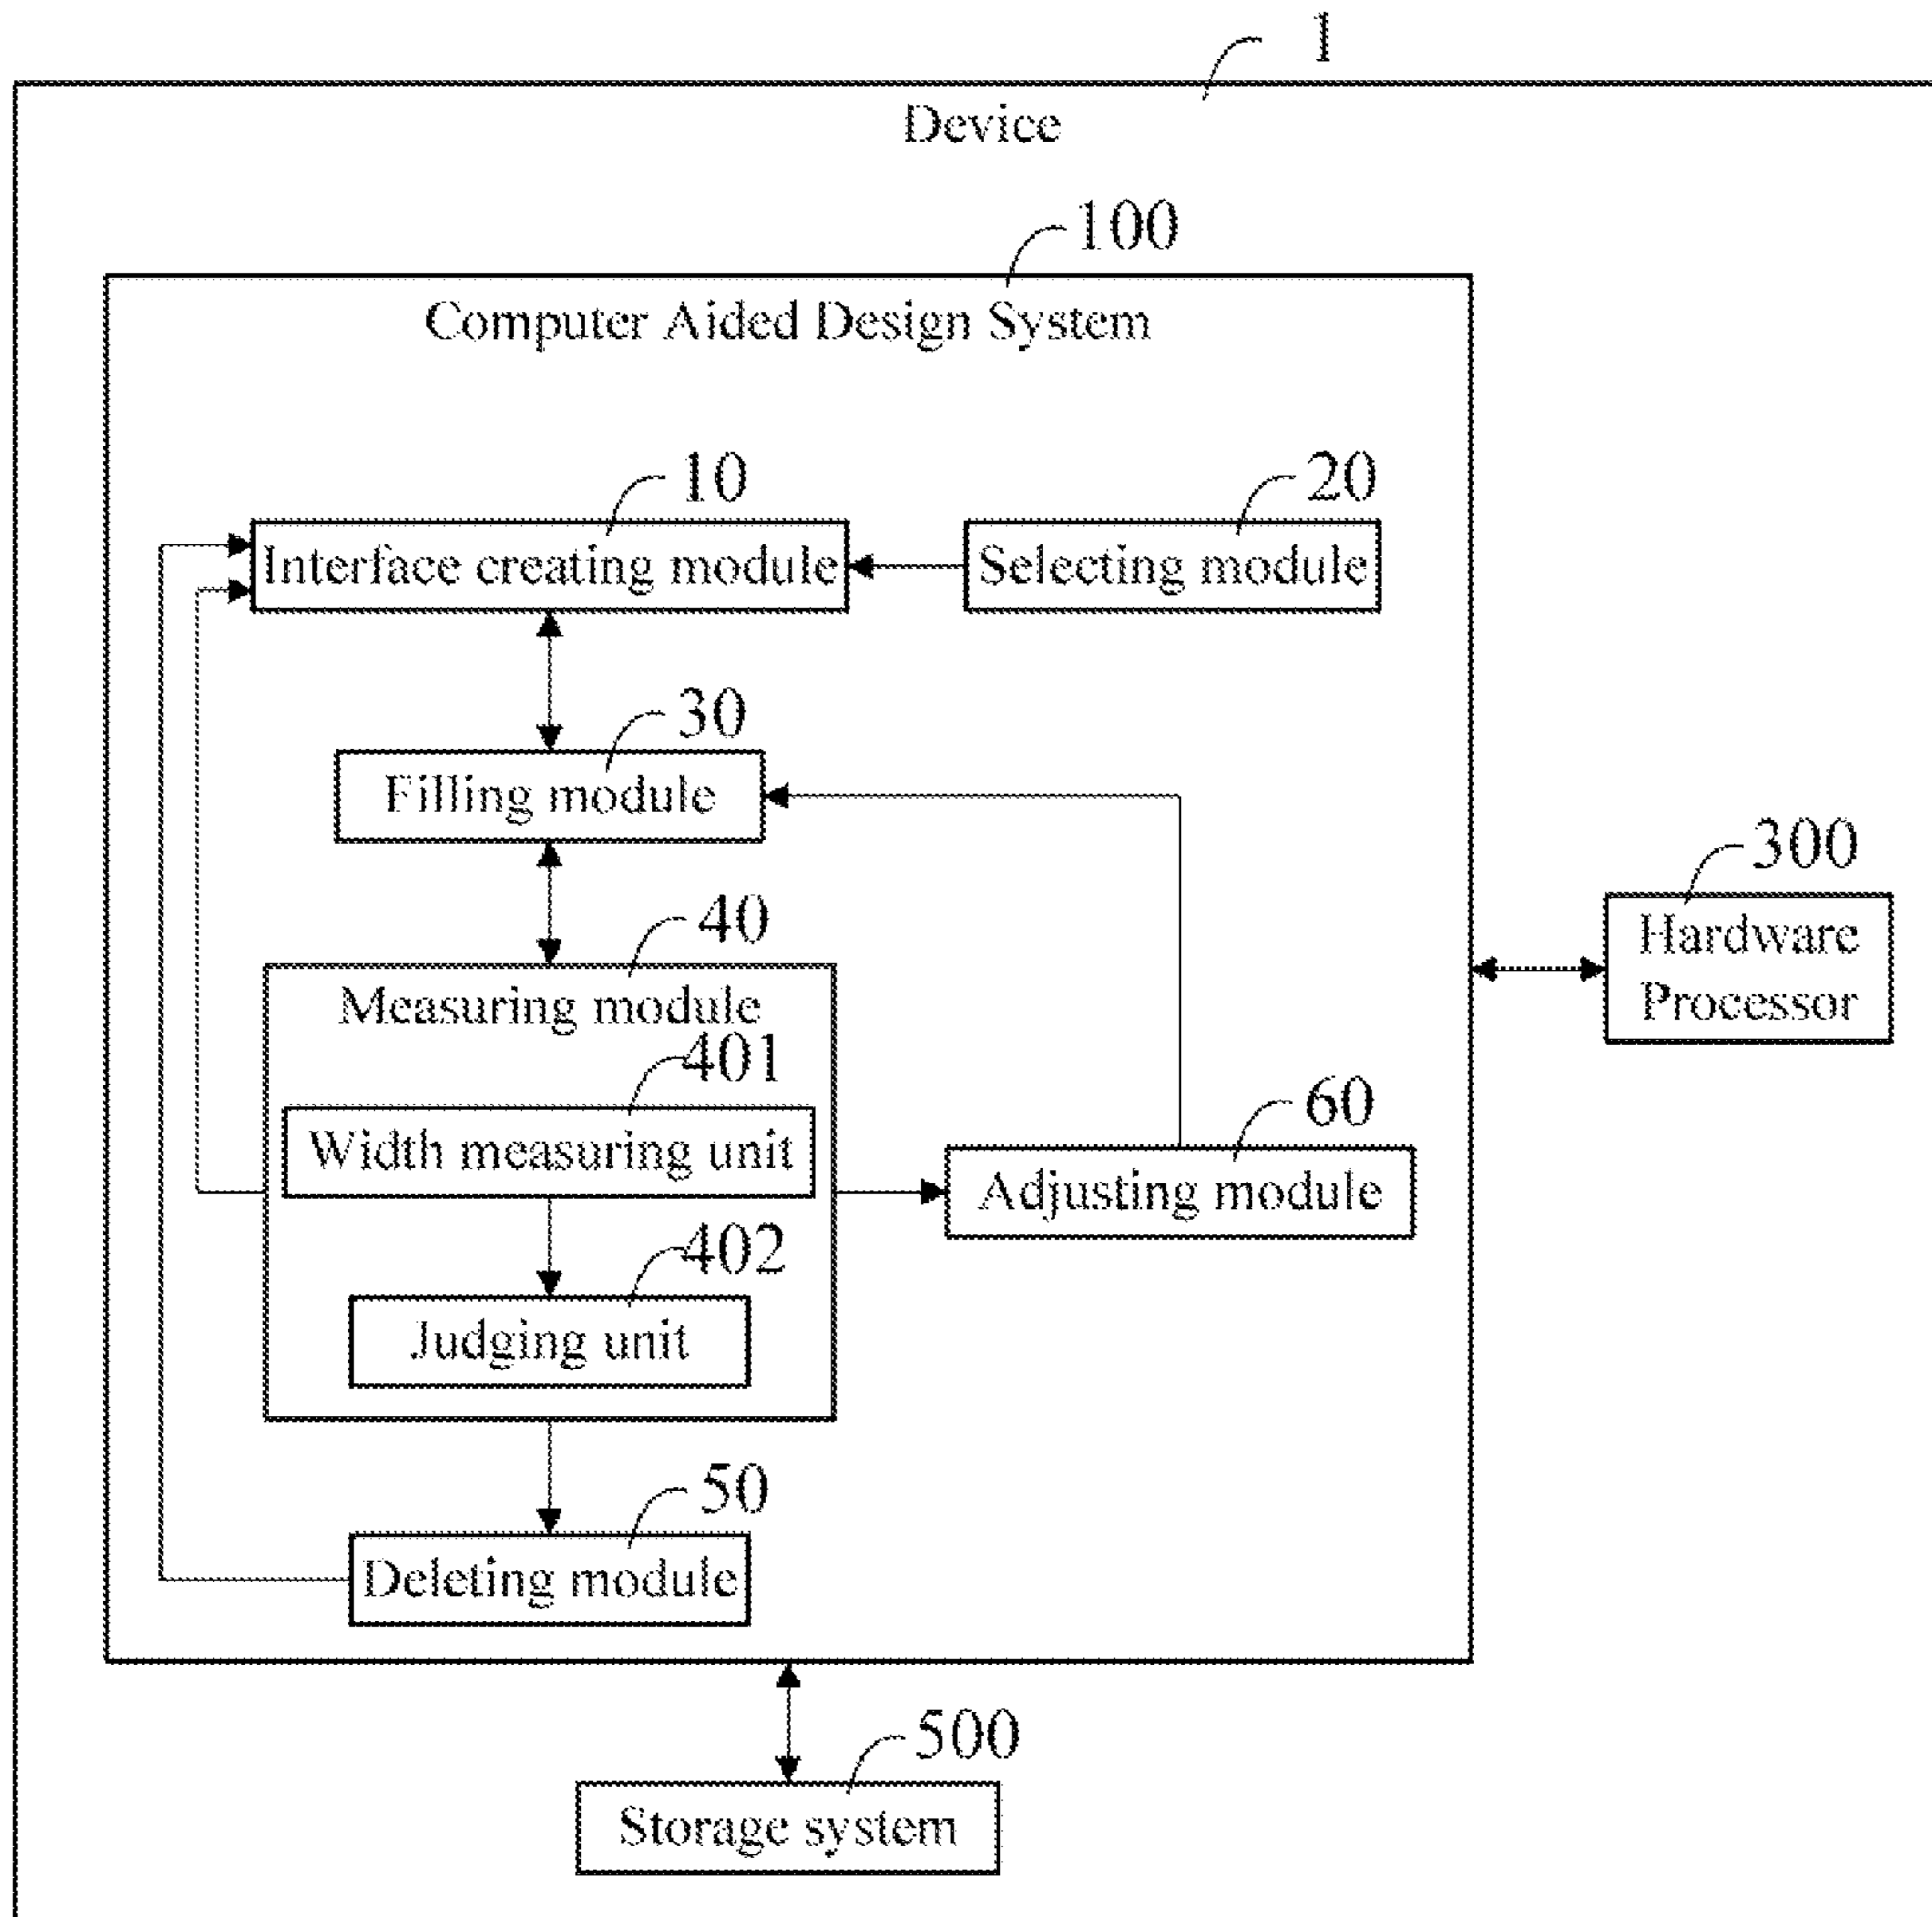 1
Device
100
Computer Aided Design System
10
20
Interface creating module
Selecting module
30
Filling module
300
Hardware
Processor
40
Measuring module
401
Width measuring unit
60
Adjusting module
402
Judging unit
50
Deleting module
500
Storage system